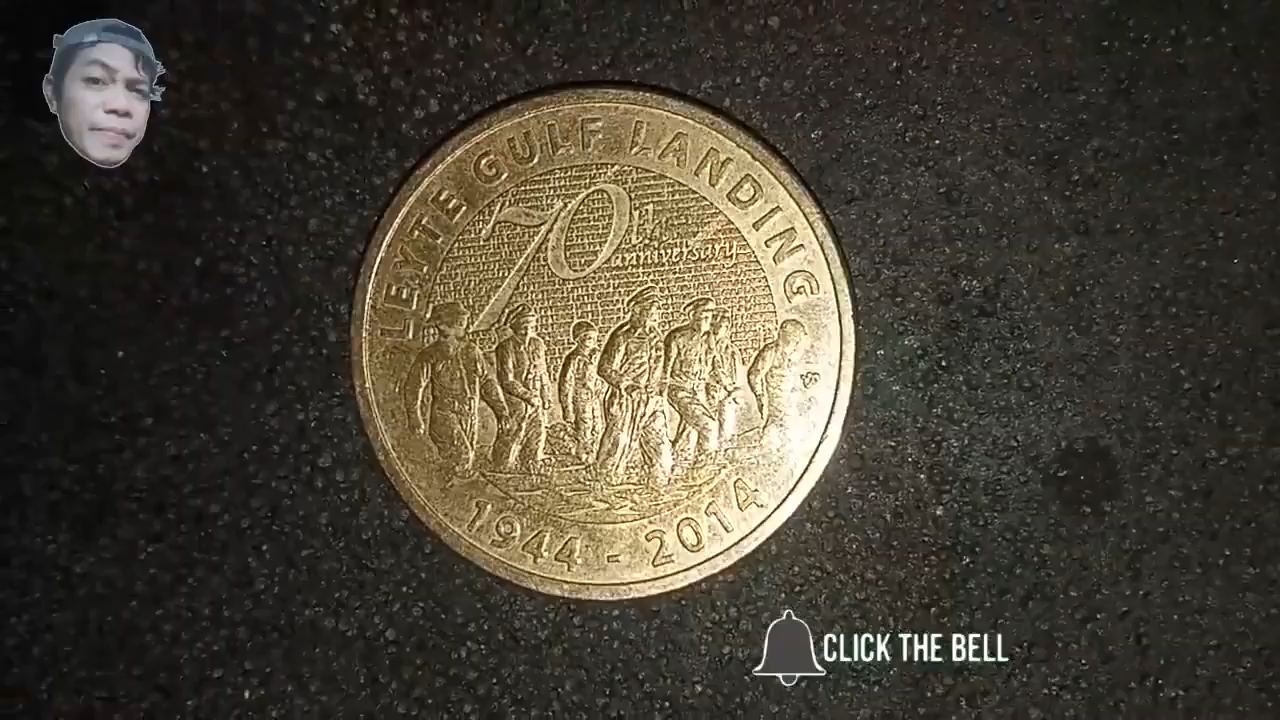 LEYTE GULF LANDING
70th
anniversary
1944 - 2014
CLICK THE BELL